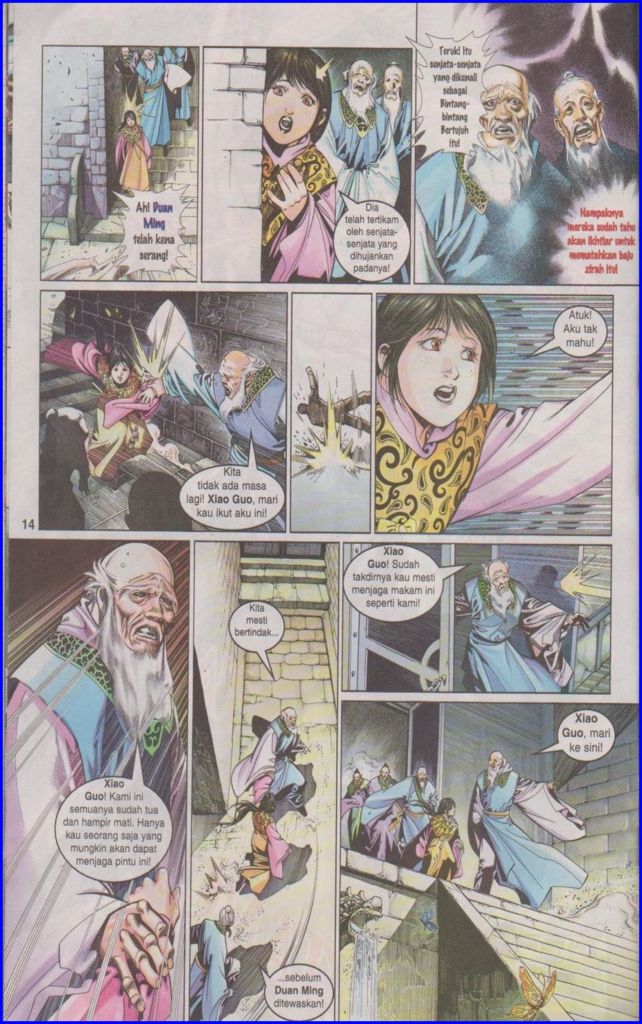 Ah! Duan
Ming
telah kena
serang!
Dia
telah tertikam
oleh senjata-
senjata yang
dihujankan
padanya!
Teruk! Itu
senjata-senjata
yang dikenali
sebagai
Bintang-
bintang
Bertujuh
itu!
Nampaknya
mereka sudah tahu
akan ikhtiar untuk
mematahkan baju
zirah itu!
Kita
tidak ada masa
lagi! Xiao Guo, mari
kau ikut aku ini!
Atuk!
Aku tak
mahu!
14
Xiao
Guo! Kami ini
semuanya sudah tua
dan hampir mati. Hanya
kau seorang saja yang
mungkin akan dapat
menjaga pintu ini!
Kita
mesti
bertindak...
...sebelum
Duan Ming
ditewaskan!
Xiao
Guo! Sudah
takdirnya kau mesti
menjaga makam ini
seperti kami!
Xiao
Guo, mari
ke sini!